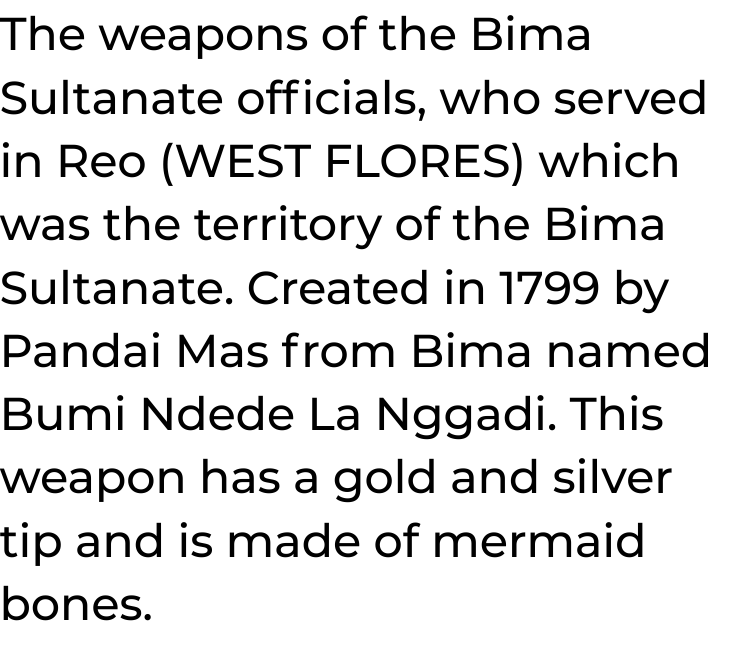 The weapons of the Bima
Sultanate officials, who served
in Reo (WEST FLORES) which
was the territory of the Bima
Sultanate. Created in 1799 by
Pandai Mas from Bima named
Bumi Ndede La Nggadi. This
weapon has a gold and silver
tip and is made of mermaid
bones.